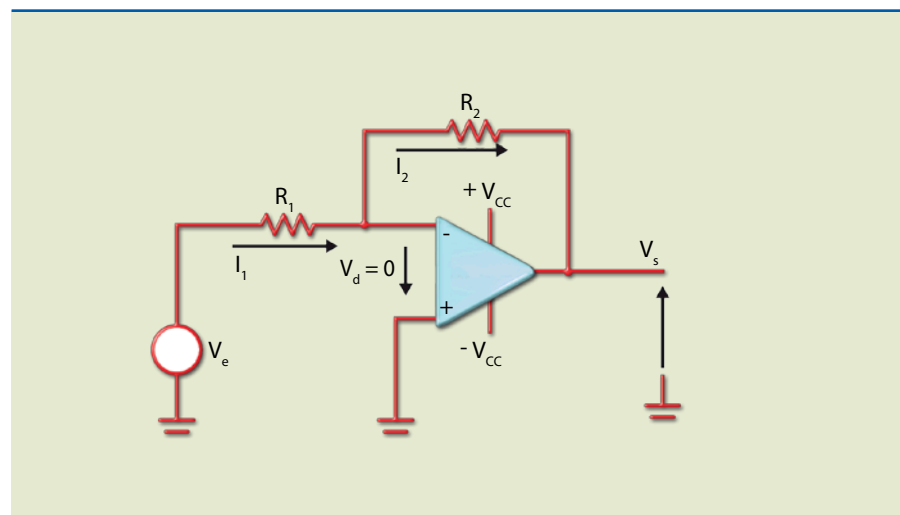 R2
I2
+ VCC
R1
-
I1
Vd = 0
Vs
+
Ve
- VCC